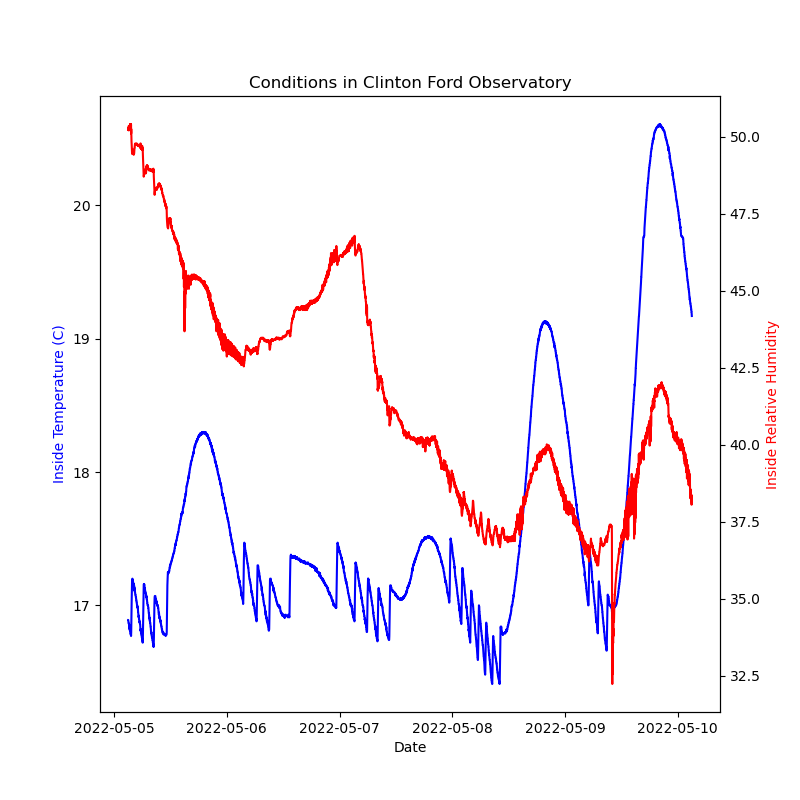 Conditions in Clinton Ford Observatory
20
19
18
17
Inside Temperature (C)
50.0
47.5
45.0
42.5
40.0
37.5
35.0
32.5
Inside Relative Humidity
2022-05-05 2022-05-06 2022-05-07 2022-05-08 2022-05-09 2022-05-10
Date